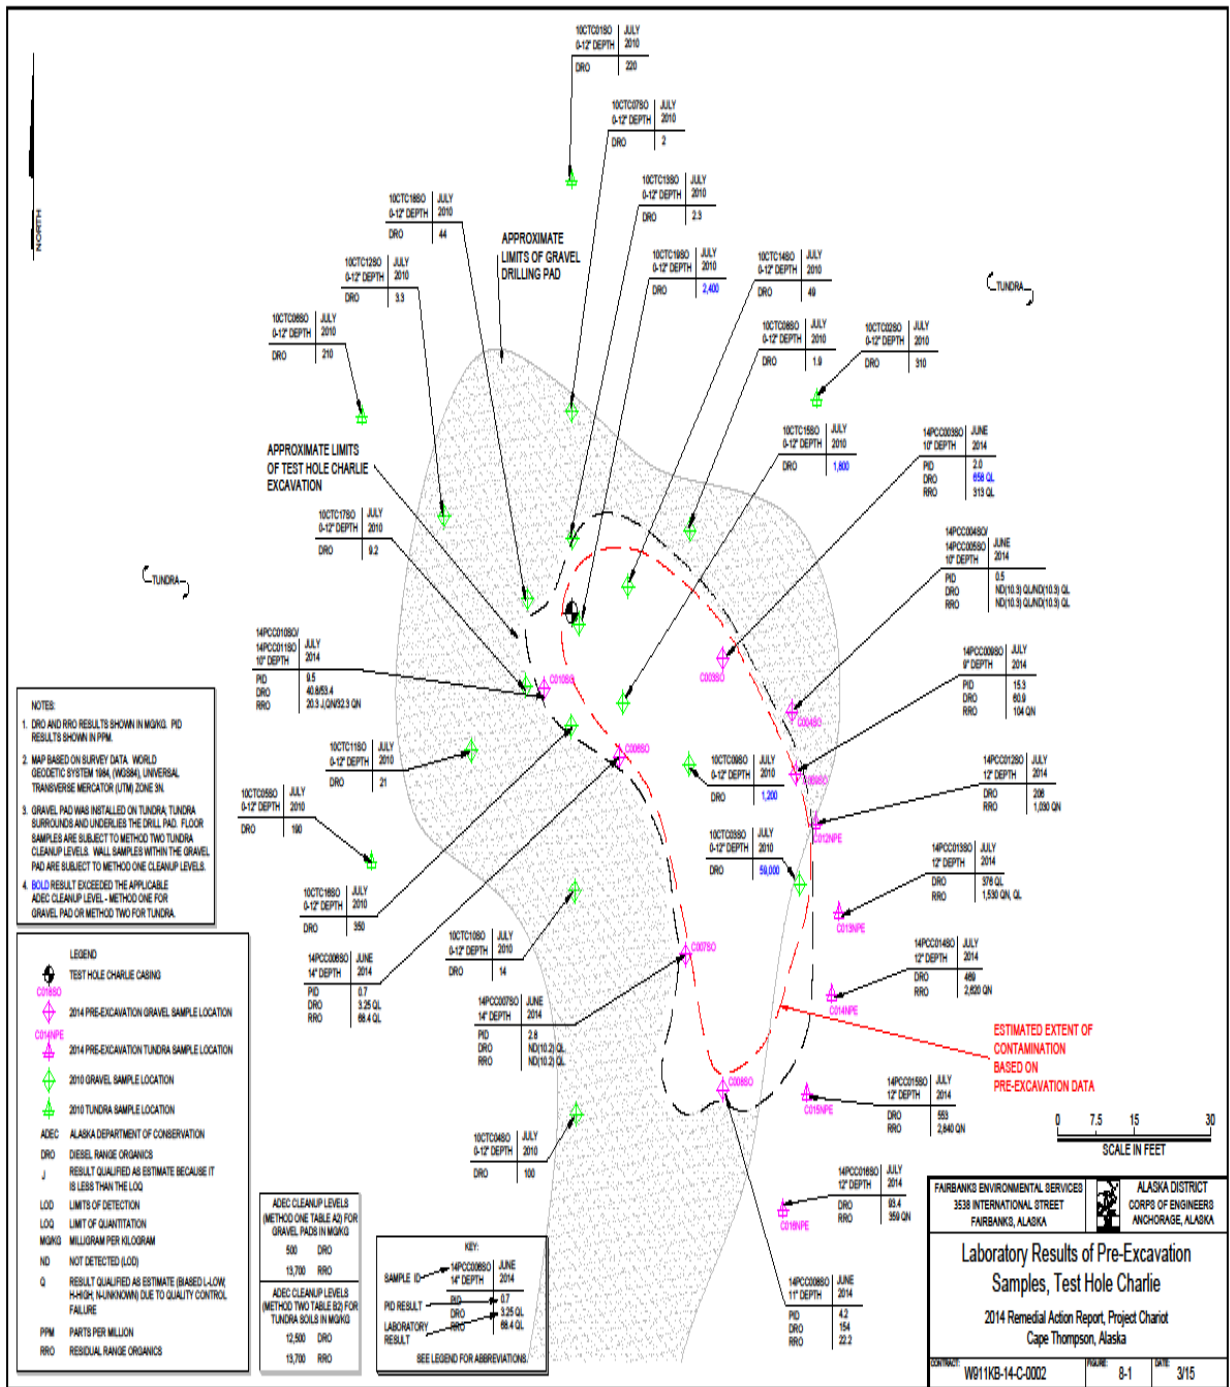 10CTC01SO JULY
0-12" DEPTH 2010
DRO 220
10CTC07SO JULY
0-12" DEPTH 2010
DRO 2
10CTC13SO JULY
0-12" DEPTH 2010
DRO 2.3
10CTC18SO JULY
0-12" DEPTH 2010
DRO 44
APPROXIMATE
LIMITS OF GRAVEL
DRILLING PAD
10CTC19SO JULY
0-12" DEPTH 2010
DRO 2,400
10CTC14SO JULY
0-12" DEPTH 2010
DRO 49
10CTC12SO JULY
0-12" DEPTH 2010
DRO 3.3
10CTC06SO JULY
0-12" DEPTH 2010
DRO 210
10CTC08SO JULY
0-12" DEPTH 2010
DRO 1.9
10CTC02SO JULY
0-12" DEPTH 2010
DRO 310
TUNDRA
NORTH
APPROXIMATE LIMITS
OF TEST HOLE CHARLIE
EXCAVATION
10CTC15SO JULY
0-12" DEPTH 2010
DRO 1,800
14PCC003SO JUNE
10" DEPTH 2014
PID 2.0
DRO 658 QL
RRO 313 QL
10CTC17SO JULY
0-12" DEPTH 2010
DRO 9.2
14PCC004SO/
14PCC005SO JUNE
10" DEPTH 2014
PID 0.5
DRO ND(10.3) QL/ND(10.3) QL
RRO ND(10.3) QL/ND(10.3) QL
TUNDRA
14PCC010SO/
14PCC011SO JULY
10" DEPTH 2014
PID 9.5
DRO 40.8/53.4
RRO 20.3 J,QN/32.3 QN
C010SO
C003SO
C004SO
14PCC009SO JULY
9" DEPTH 2014
PID 15.3
DRO 60.9
RRO 104 QN
C006SO
C009SO
10CTC11SO JULY
0-12" DEPTH 2010
DRO 21
10CTC09SO JULY
0-12" DEPTH 2010
DRO 1,200
14PCC012SO JULY
12" DEPTH 2014
DRO 206
RRO 1,030 QN
10CTC05SO JULY
0-12" DEPTH 2010
DRO 190
10CTC03SO JULY
0-12" DEPTH 2010
DRO 59,000
C012NPE
14PCC013SO JULY
12" DEPTH 2014
DRO 376 QL
RRO 1,530 QN, QL
C013NPE
10CTC16SO JULY
0-12" DEPTH 2010
DRO 350
10CTC10SO JULY
0-12" DEPTH 2010
DRO 14
C007SO
14PCC014SO JULY
12" DEPTH 2014
DRO 469
RRO 2,620 QN
C014NPE
14PCC006SO JUNE
14" DEPTH 2014
PID 0.7
DRO 3.25 QL
RRO 68.4 QL
14PCC007SO JUNE
14" DEPTH 2014
PID 2.8
DRO ND(10.2) QL
RRO ND(10.2) QL
ESTIMATED EXTENT OF
CONTAMINATION
BASED ON
PRE-EXCAVATION DATA
C008SO
C015NPE
14PCC015SO JULY
12" DEPTH 2014
DRO 553
RRO 2,840 QN
10CTC04SO JULY
0-12" DEPTH 2010
DRO 100
14PCC016SO JULY
12" DEPTH 2014
DRO 93.4
RRO 359 QN
C016NPE
14PCC008SO JUNE
11" DEPTH 2014
PID 4.2
DRO 154
RRO 22.2
0 7.5 15 30
SCALE IN FEET
NOTES:
1. DRO AND RRO RESULTS SHOWN IN MG/KG. PID
RESULTS SHOWN IN PPM.
2. MAP BASED ON SURVEY DATA. WORLD
GEODETIC SYSTEM 1984, (WGS84), UNIVERSAL
TRANSVERSE MERCATOR (UTM) ZONE 3N.
3. GRAVEL PAD WAS INSTALLED ON TUNDRA; TUNDRA
SURROUNDS AND UNDERLIES THE DRILL PAD. FLOOR
SAMPLES ARE SUBJECT TO METHOD TWO TUNDRA
CLEANUP LEVELS. WALL SAMPLES WITHIN THE GRAVEL
PAD ARE SUBJECT TO METHOD ONE CLEANUP LEVELS.
4. BOLD RESULT EXCEEDED THE APPLICABLE
ADEC CLEANUP LEVEL - METHOD ONE FOR
GRAVEL PAD OR METHOD TWO FOR TUNDRA.
LEGEND
TEST HOLE CHARLIE CASING
C018SO
2014 PRE-EXCAVATION GRAVEL SAMPLE LOCATION
C014NPE
2014 PRE-EXCAVATION TUNDRA SAMPLE LOCATION
2010 GRAVEL SAMPLE LOCATION
2010 TUNDRA SAMPLE LOCATION
ADEC ALASKA DEPARTMENT OF CONSERVATION
DRO DIESEL RANGE ORGANICS
J RESULT QUALIFIED AS ESTIMATE BECAUSE IT
IS LESS THAN THE LOQ
LOD LIMITS OF DETECTION
LOQ LIMIT OF QUANTITATION
MG/KG MILLIGRAM PER KILOGRAM
ND NOT DETECTED (LOD)
Q RESULT QUALIFIED AS ESTIMATE (BIASED L-LOW;
H-HIGH; N-UNKNOWN) DUE TO QUALITY CONTROL
FAILURE
PPM PARTS PER MILLION
RRO RESIDUAL RANGE ORGANICS
ADEC CLEANUP LEVELS
(METHOD ONE TABLE A2) FOR
GRAVEL PADS IN MG/KG
500 DRO
13,700 RRO
ADEC CLEANUP LEVELS
(METHOD TWO TABLE B2) FOR
TUNDRA SOILS IN MG/KG
12,500 DRO
13,700 RRO
KEY:
SAMPLE ID 14PCC006SO JUNE
14" DEPTH 2014
PID RESULT PID 0.7
DRO 3.25 QL
LABORATORY
RESULT RRO 68.4 QL
SEE LEGEND FOR ABBREVIATIONS
FAIRBANKS ENVIRONMENTAL SERVICES
3538 INTERNATIONAL STREET
FAIRBANKS, ALASKA
ALASKA DISTRICT
CORPS OF ENGINEERS
ANCHORAGE, ALASKA
Laboratory Results of Pre-Excavation
Samples, Test Hole Charlie
2014 Remedial Action Report, Project Chariot
Cape Thompson, Alaska
CONTRACT: W911KB-14-C-0002 FIGURE: 8-1 DATE: 3/15